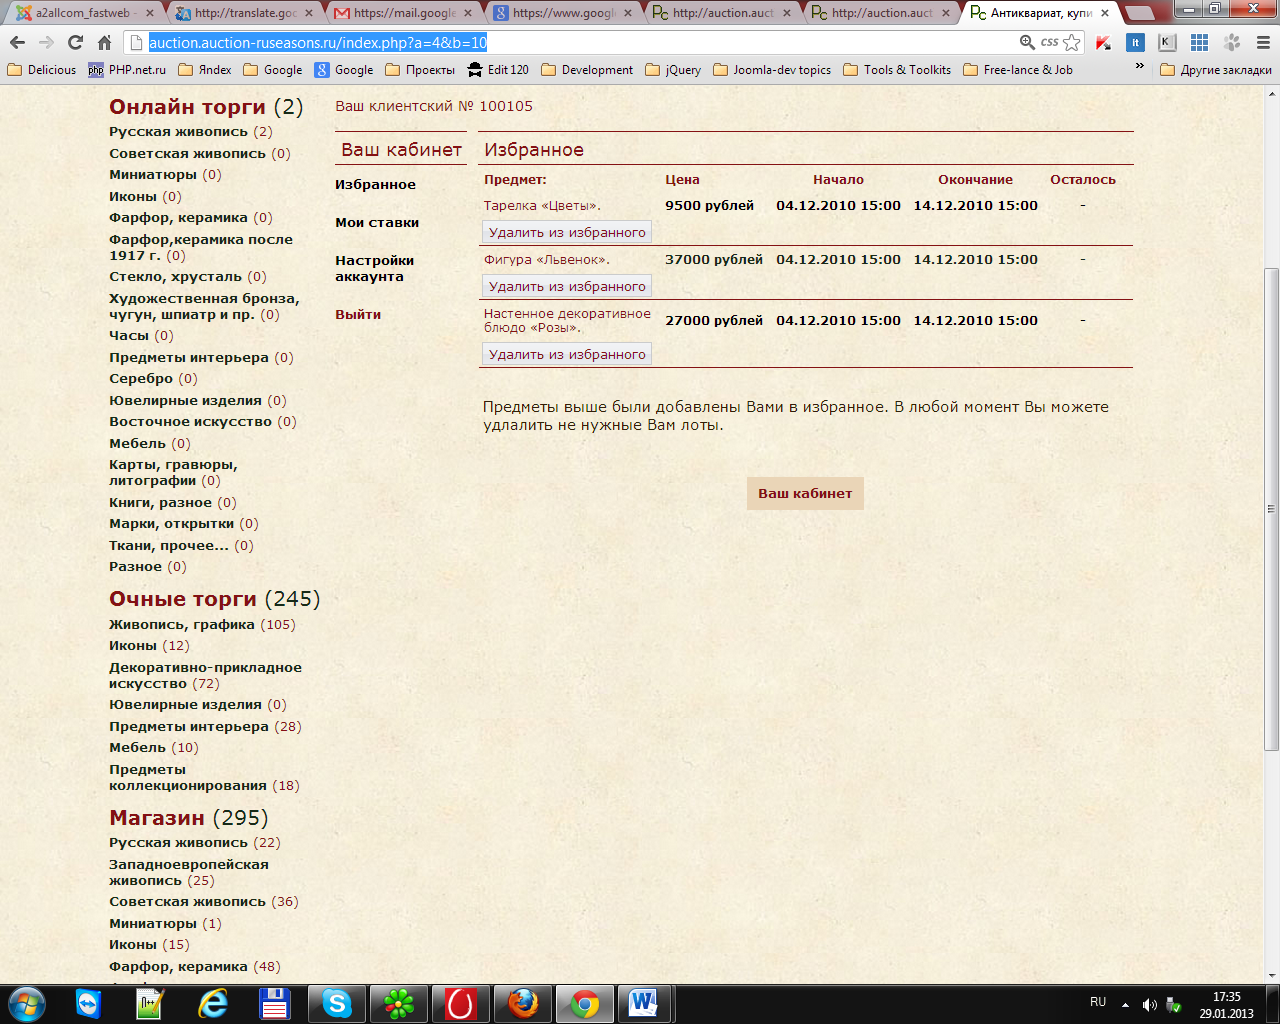 a2allcom_fastweb -
http://translate.goc
https://mail.google
https://www.googl
http://auction.auct
http://auction.auct
Антиквариат, купи
auction.auction-ruseasons.ru/index.php?a=4&b=10
CSS
Delicious
PHP.net.ru
Яndex
Google
Google
Проекты
Edit 120
Development
jQuery
Joomla-dev topics
Tools & Toolkits
Free-lance & Job
»
Другие закладки
Онлайн торги (2)
Русская живопись (2)
Советская живопись (0)
Миниатюры (0)
Иконы (0)
Фарфор, керамика (0)
Фарфор,керамика после
1917 г. (0)
Стекло, хрусталь (0)
Художественная бронза,
чугун, шпиатр и пр. (0)
Часы (0)
Предметы интерьера (0)
Серебро (0)
Ювелирные изделия (0)
Восточное искусство (0)
Мебель (0)
Карты, гравюры,
литографии (0)
Книги, разное (0)
Марки, открытки (0)
Ткани, прочее... (0)
Разное (0)
Очные торги (245)
Живопись, графика (105)
Иконы (12)
Декоративно-прикладное
искусство (72)
Ювелирные изделия (0)
Предметы интерьера (28)
Мебель (10)
Предметы
коллекционирования (18)
Магазин (295)
Русская живопись (22)
Западноевропейская
живопись (25)
Советская живопись (36)
Миниатюры (1)
Иконы (15)
Фарфор, керамика (48)
Ваш клиентский № 100105
Ваш кабинет
Избранное
Мои ставки
Настройки
аккаунта
Выйти
Избранное
Предмет: Цена Начало Окончание Осталось
Тарелка «Цветы». 9500 рублей 04.12.2010 15:00 14.12.2010 15:00 -
Удалить из избранного
Фигура «Львенок». 37000 рублей 04.12.2010 15:00 14.12.2010 15:00 -
Удалить из избранного
Настенное декоративное
блюдо «Розы». 27000 рублей 04.12.2010 15:00 14.12.2010 15:00 -
Удалить из избранного
Предметы выше были добавлены Вами в избранное. В любой момент Вы можете
удлалить не нужные Вам лоты.
Ваш кабинет
RU
17:35
29.01.2013